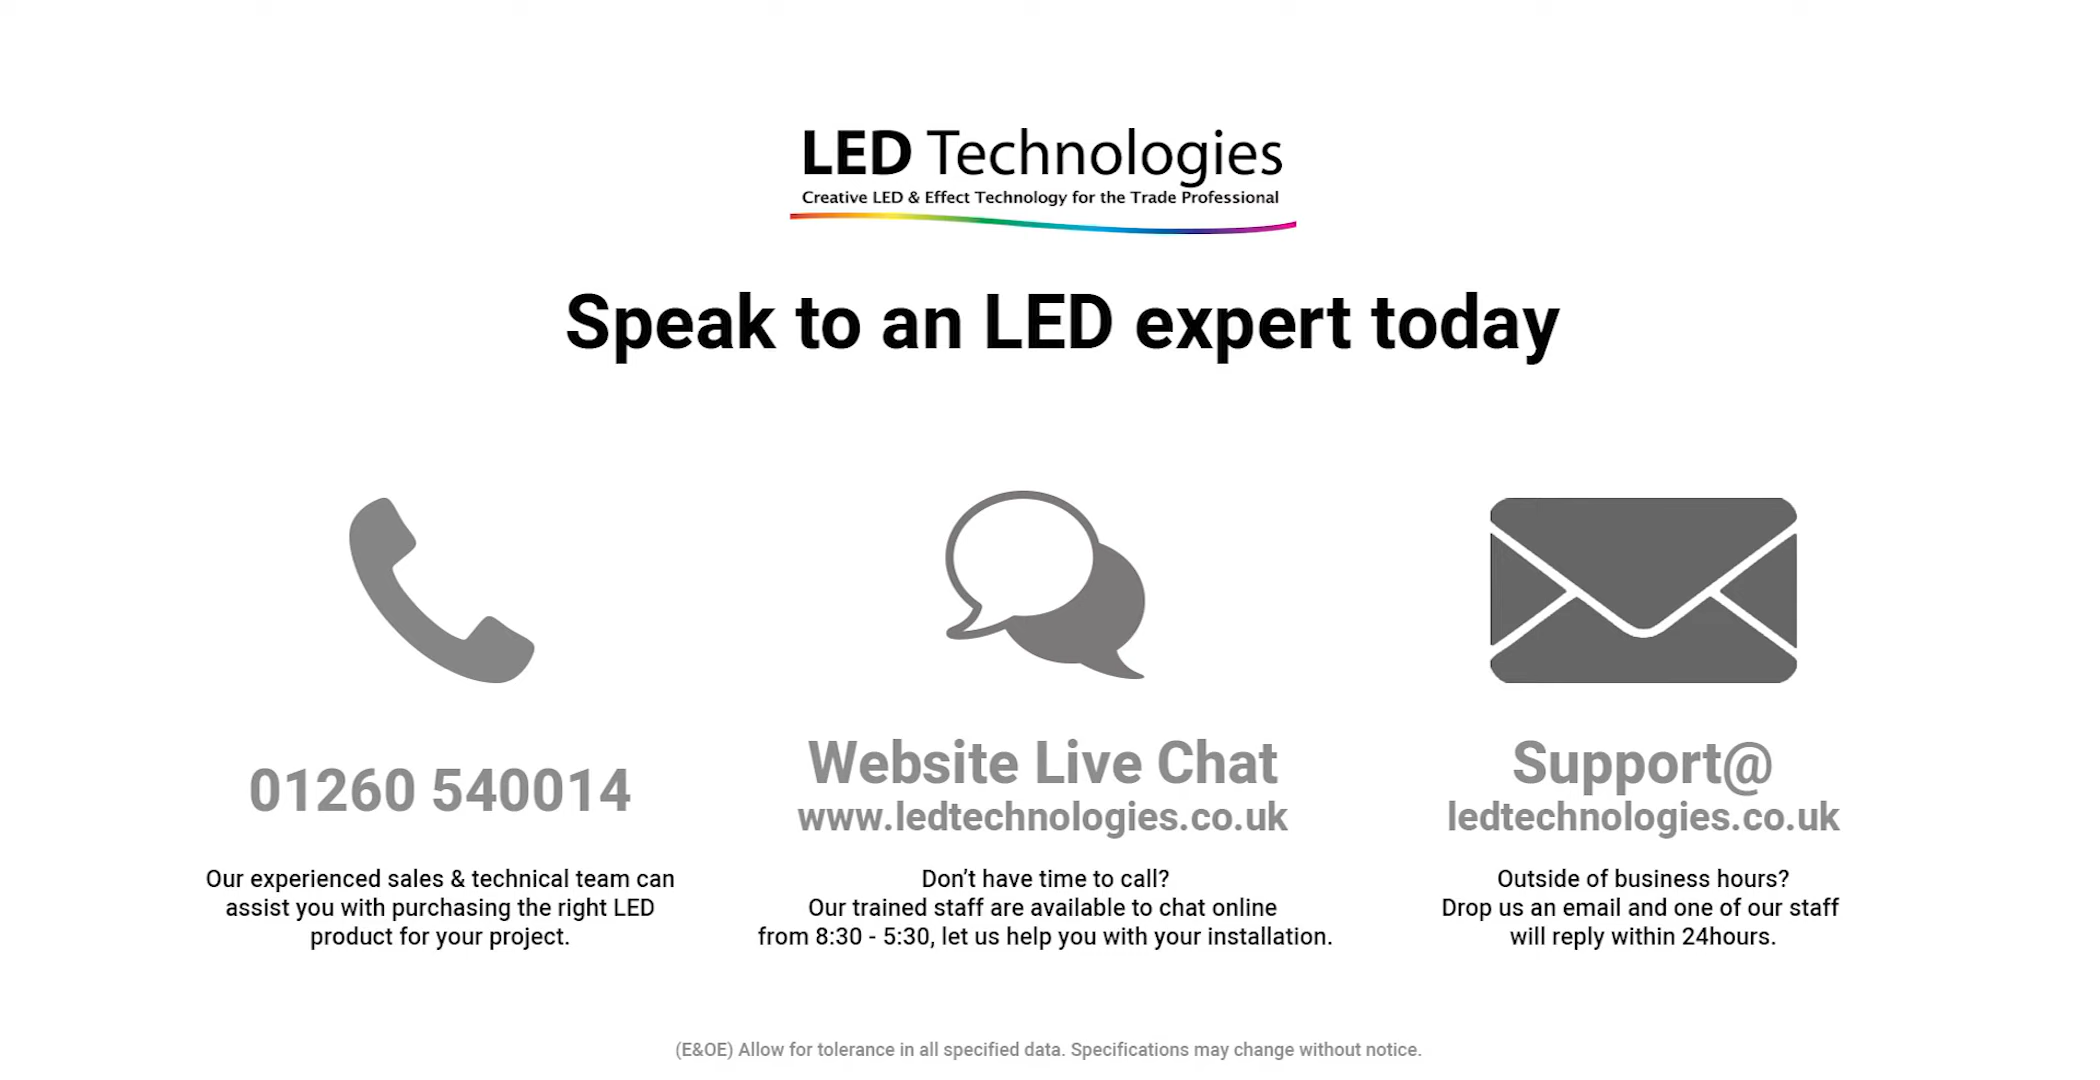 LED Technologies
Creative LED & Effect Technology for the Trade Professional
Speak to an LED expert today
01260 540014
Our experienced sales & technical team can
assist you with purchasing the right LED
product for your project.
Website Live Chat
www.ledtechnologies.co.uk
Don’t have time to call?
Our trained staff are available to chat online
from 8:30 - 5:30, let us help you with your installation.
Support@
ledtechnologies.co.uk
Outside of business hours?
Drop us an email and one of our staff
will reply within 24hours.
(E&OE) Allow for tolerance in all specified data. Specifications may change without notice.